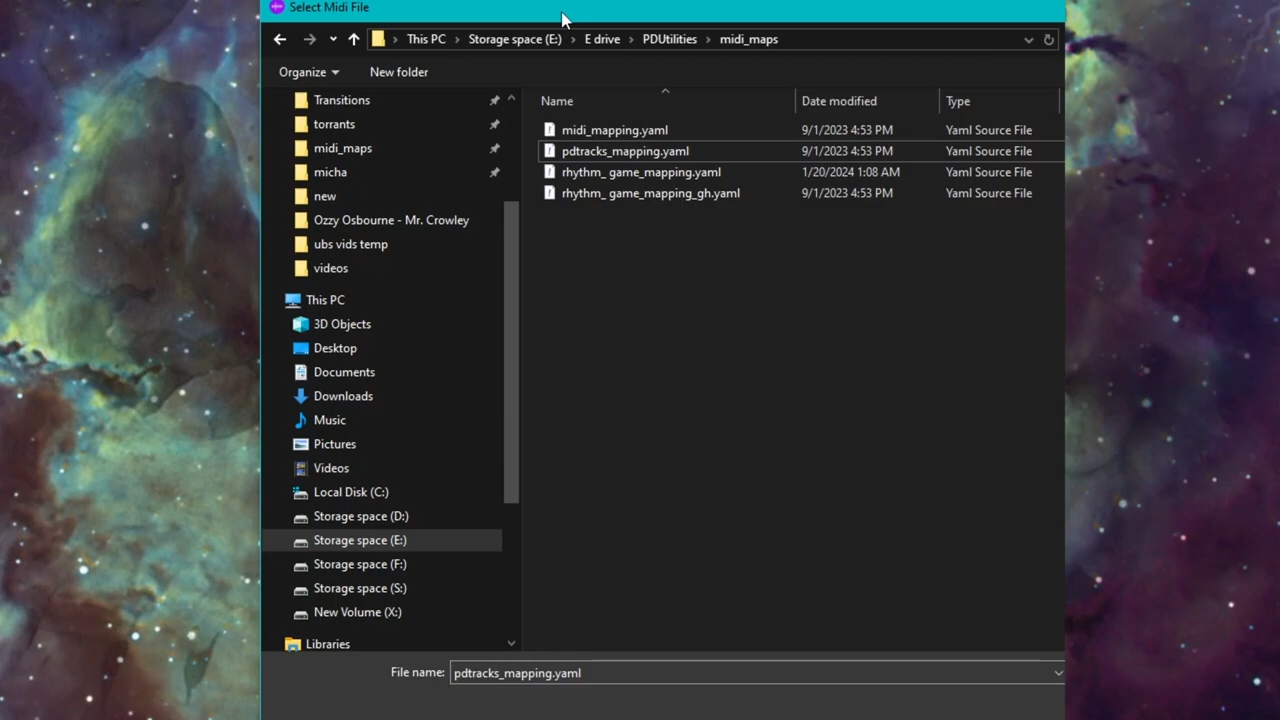 Select Midi File
This PC > Storage space (E:) > E drive > PDUtilities > midi_maps
Organize
New folder
Transitions
torrants
midi_maps
micha
new
Ozzy Osbourne - Mr. Crowley
ubs vids temp
videos
This PC
3D Objects
Desktop
Documents
Downloads
Music
Pictures
Videos
Local Disk (C:)
Storage space (D:)
Storage space (E:)
Storage space (F:)
Storage space (S:)
New Volume (X:)
Libraries
Name Date modified Type
midi_mapping.yaml 9/1/2023 4:53 PM Yaml Source File
pdtracks_mapping.yaml 9/1/2023 4:53 PM Yaml Source File
rhythm_ game_mapping.yaml 1/20/2024 1:08 AM Yaml Source File
rhythm_ game_mapping_gh.yaml 9/1/2023 4:53 PM Yaml Source File
File name: pdtracks_mapping.yaml